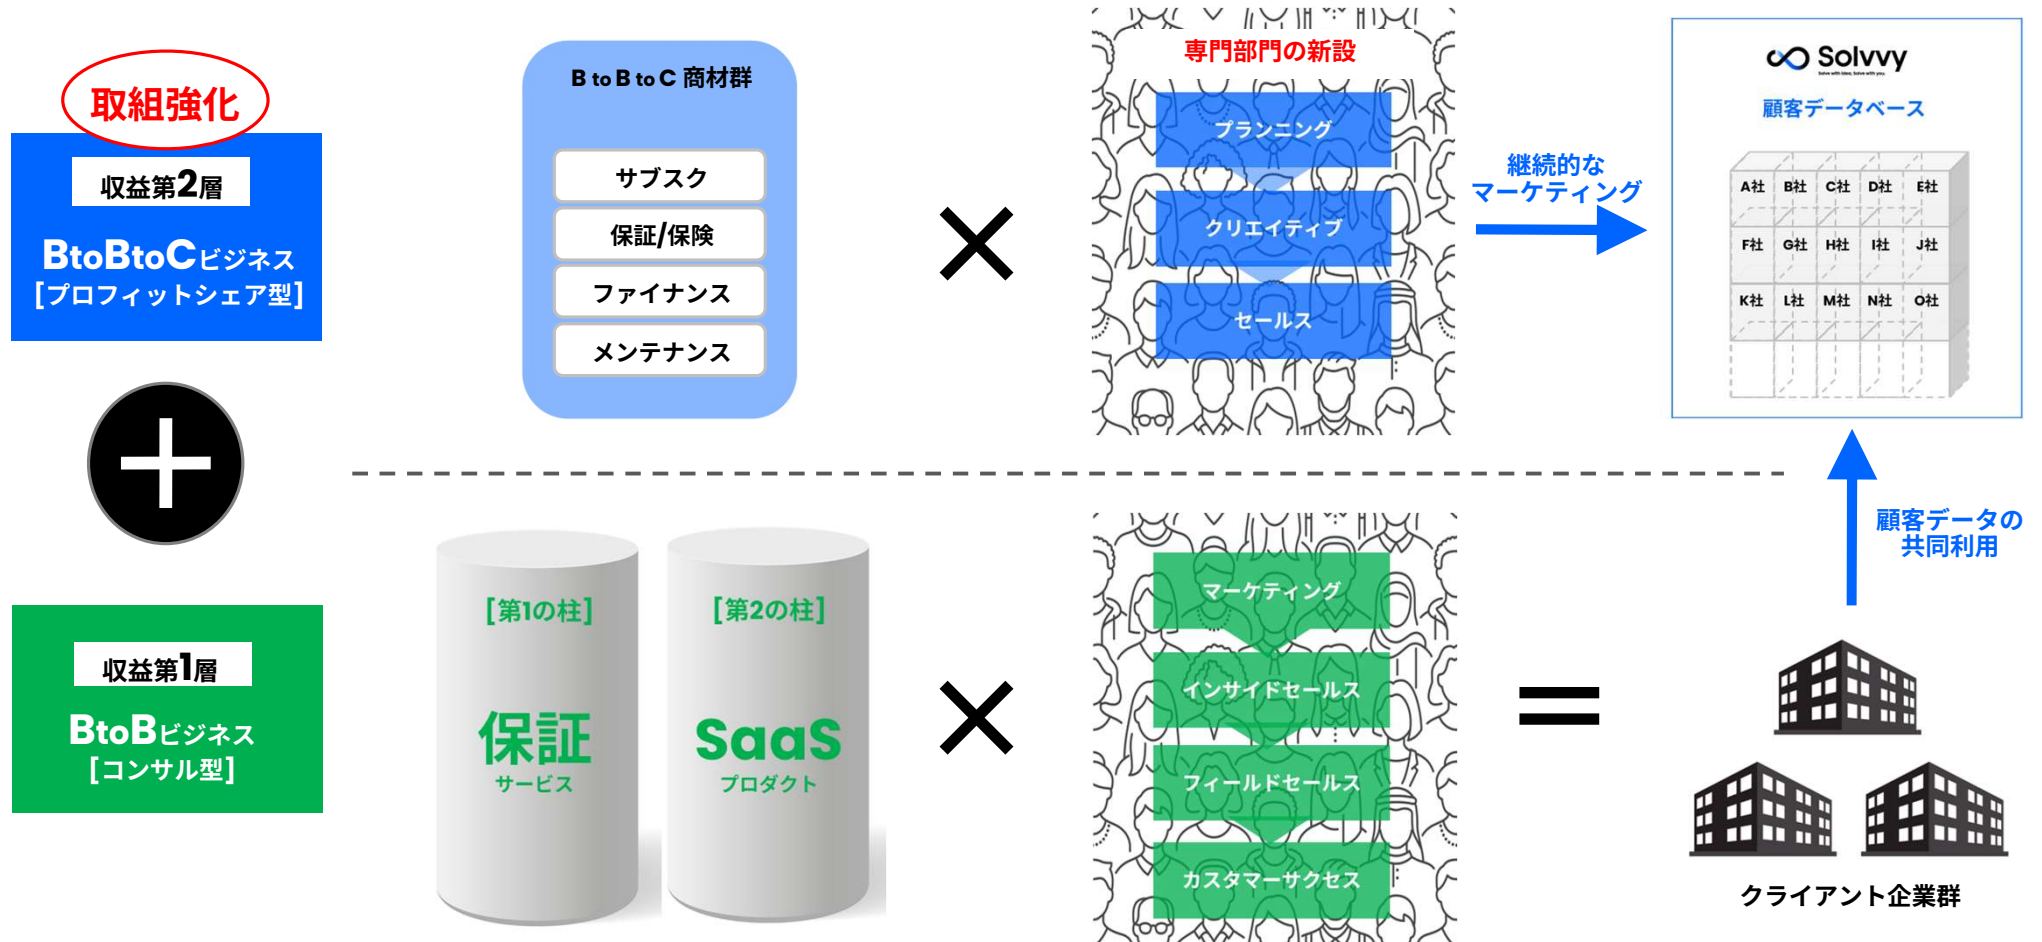 取組強化
収益第2層
BtoBtoCビジネス
[プロフィットシェア型]
B to B to C 商材群
サブスク
保証/保険
ファイナンス
メンテナンス
専門部門の新設
プランニング
クリエイティブ
セールス
継続的な
マーケティング
Solvvy
Solve with idea, Solve with you.
顧客データベース
A社 B社 C社 D社 E社
F社 G社 H社 I社 J社
K社 L社 M社 N社 O社
顧客データの
共同利用
収益第1層
BtoBビジネス
[コンサル型]
[第1の柱]
保証
サービス
[第2の柱]
SaaS
プロダクト
マーケティング
インサイドセールス
フィールドセールス
カスタマーサクセス
クライアント企業群